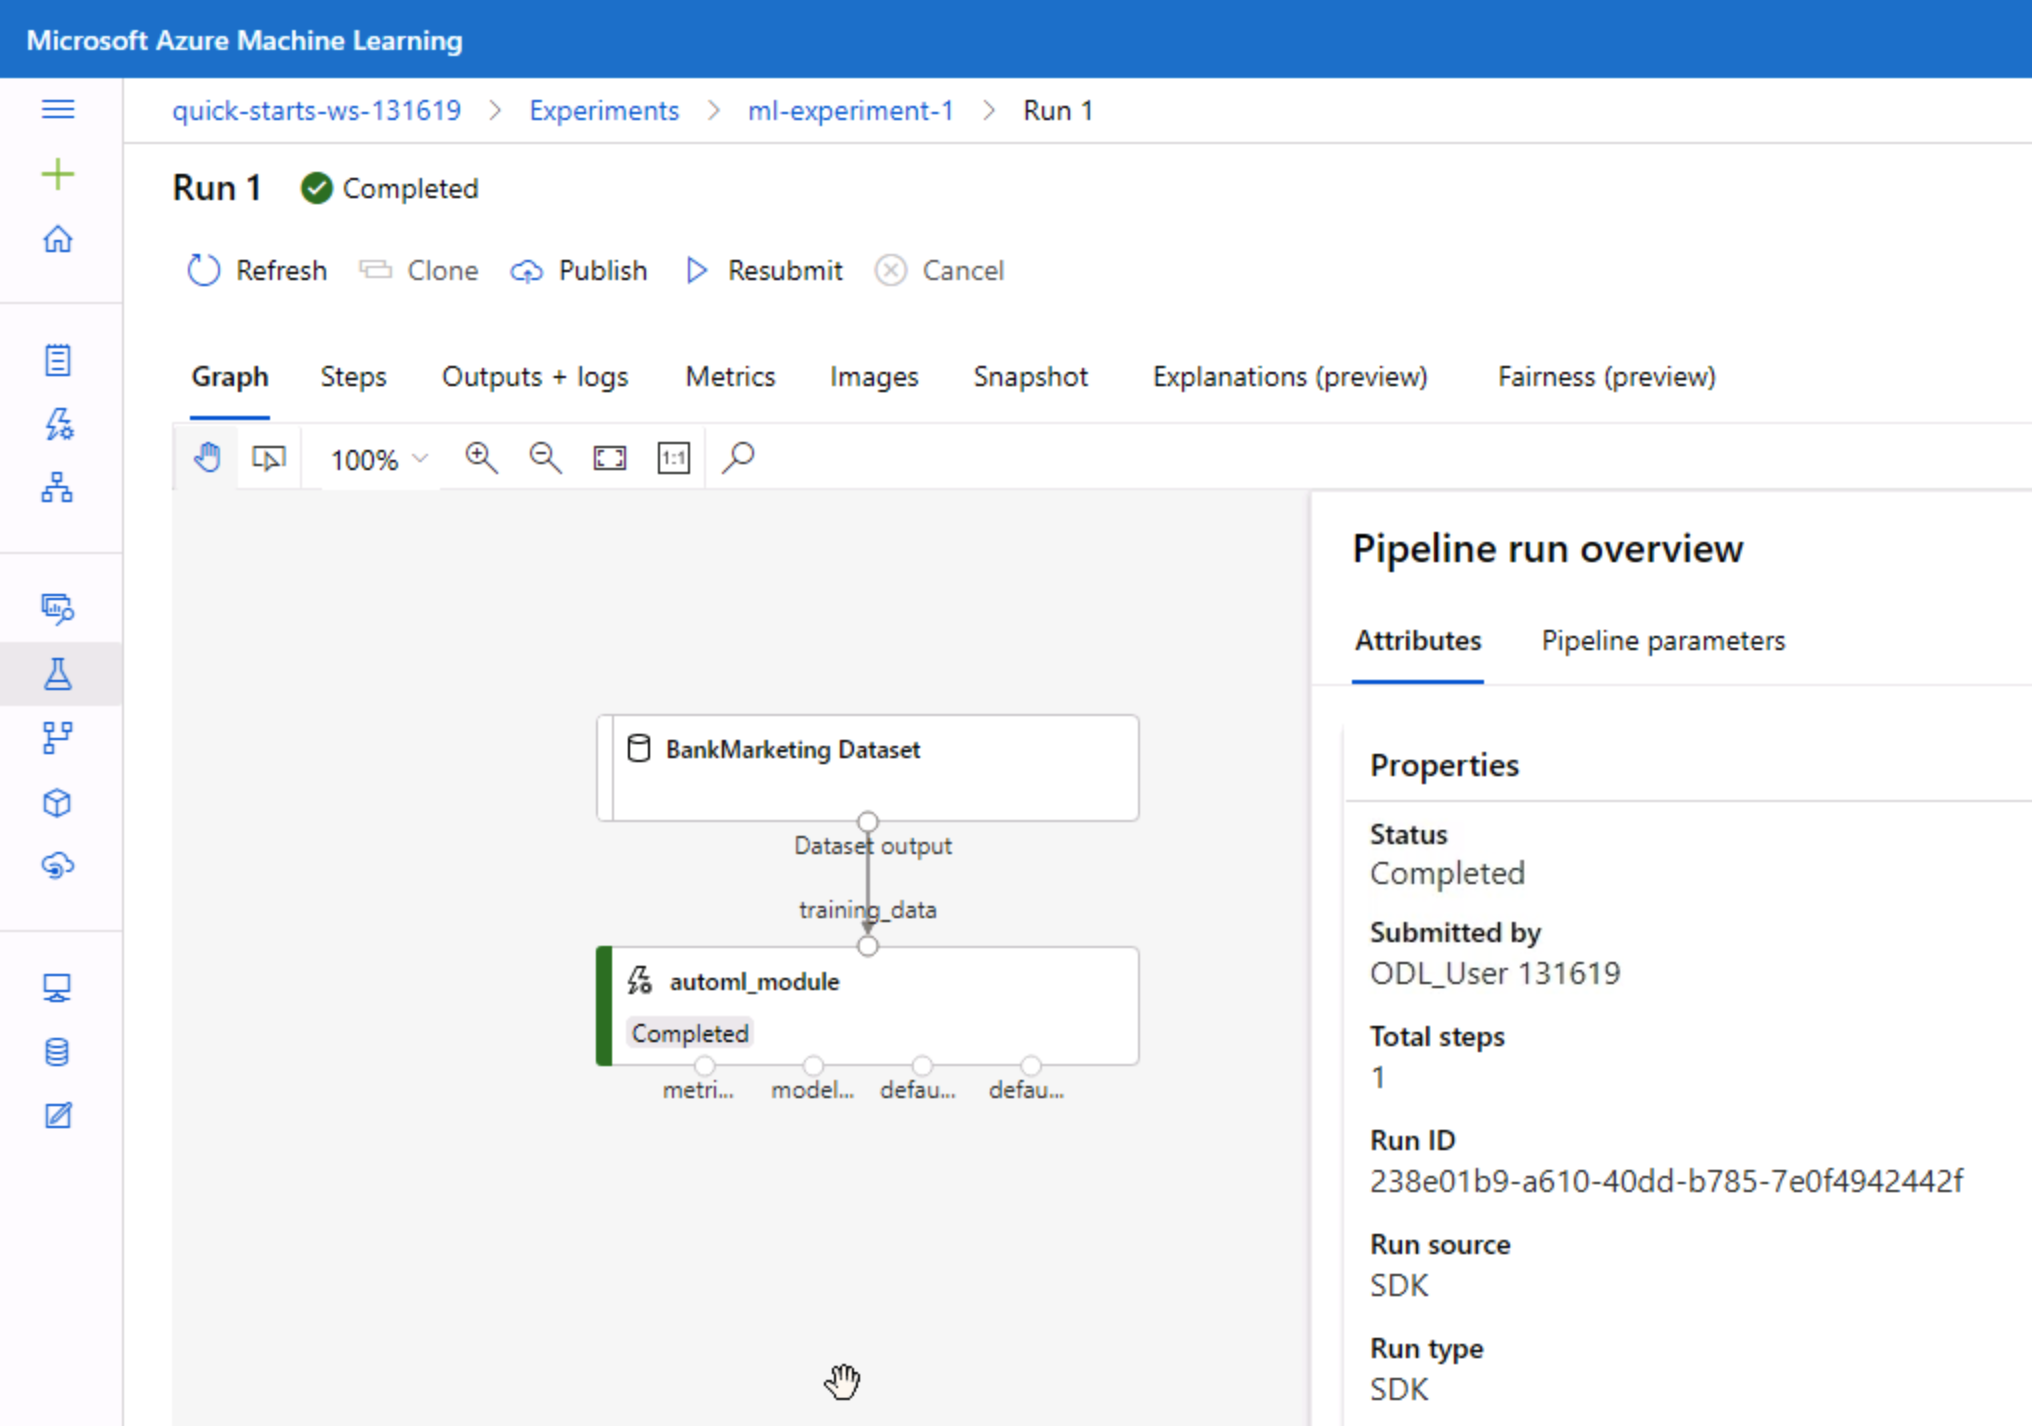 Microsoft Azure Machine Learning
quick-starts-ws-131619 > Experiments > ml-experiment-1 > Run 1
Run 1 Completed
Refresh Clone Publish Resubmit Cancel
Graph Steps Outputs + logs Metrics Images Snapshot Explanations (preview) Fairness (preview)
100% 1:1
Pipeline run overview
Attributes Pipeline parameters
BankMarketing Dataset
Dataset output
training_data
automl_module
Completed
metri... model... defau... defau...
Properties
Status
Completed
Submitted by
ODL_User 131619
Total steps
1
Run ID
238e01b9-a610-40dd-b785-7e0f4942442f
Run source
SDK
Run type
SDK